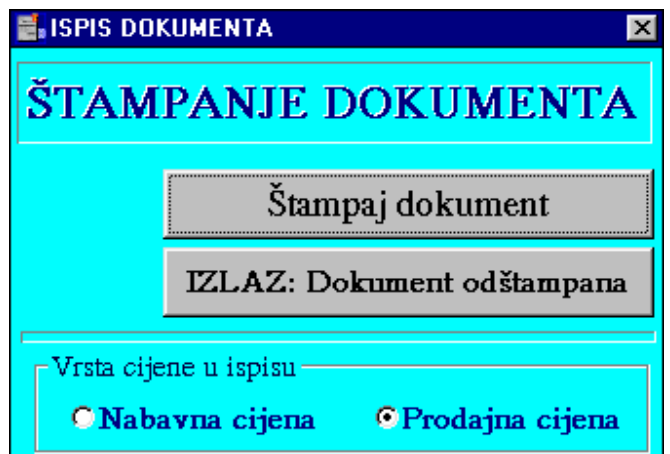 ISPIS DOKUMENTA
ŠTAMPANJE DOKUMENTA
Štampaj dokument
IZLAZ: Dokument odštampana
Vrsta cijene u ispisu
Nabavna cijena Prodajna cijena